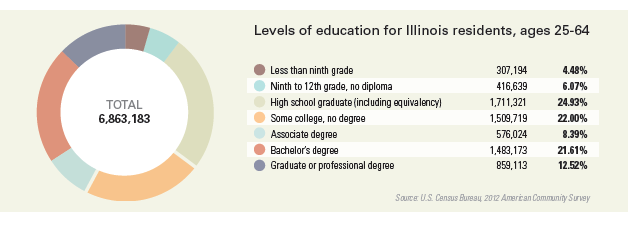 Levels of education for Illinois residents, ages 25-64
TOTAL
6,863,183
Less than ninth grade 307,194 4.48%
Ninth to 12th grade, no diploma 416,639 6.07%
High school graduate (including equivalency) 1,711,321 24.93%
Some college, no degree 1,509,719 22.00%
Associate degree 576,024 8.39%
Bachelor's degree 1,483,173 21.61%
Graduate or professional degree 859,113 12.52%
Source: U.S. Census Bureau, 2012 American Community Survey